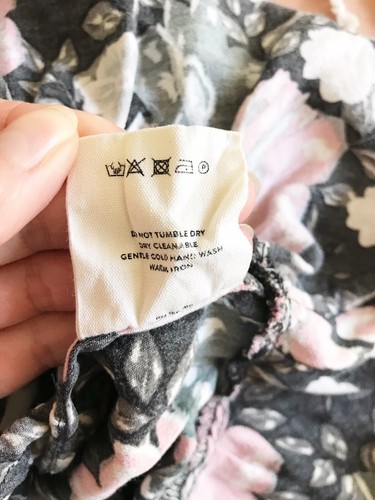 P
DO NOT TUMBLE DRY
DRY CLEANABLE
GENTLE COLD HAND WASH
WARM IRON